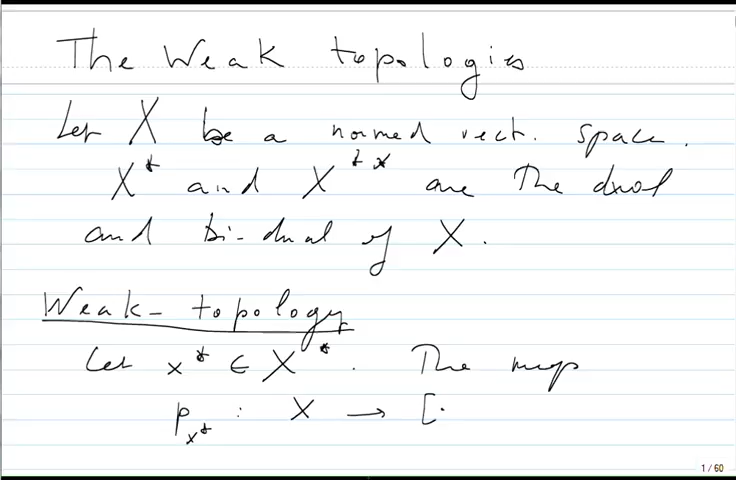 The Weak topologies
Let X be a normed vect. space.
X* and X** are the dual
and bi-dual of X.
Weak-topology
Let x* ∈ X*. The map
p_x* : X → [
1/60